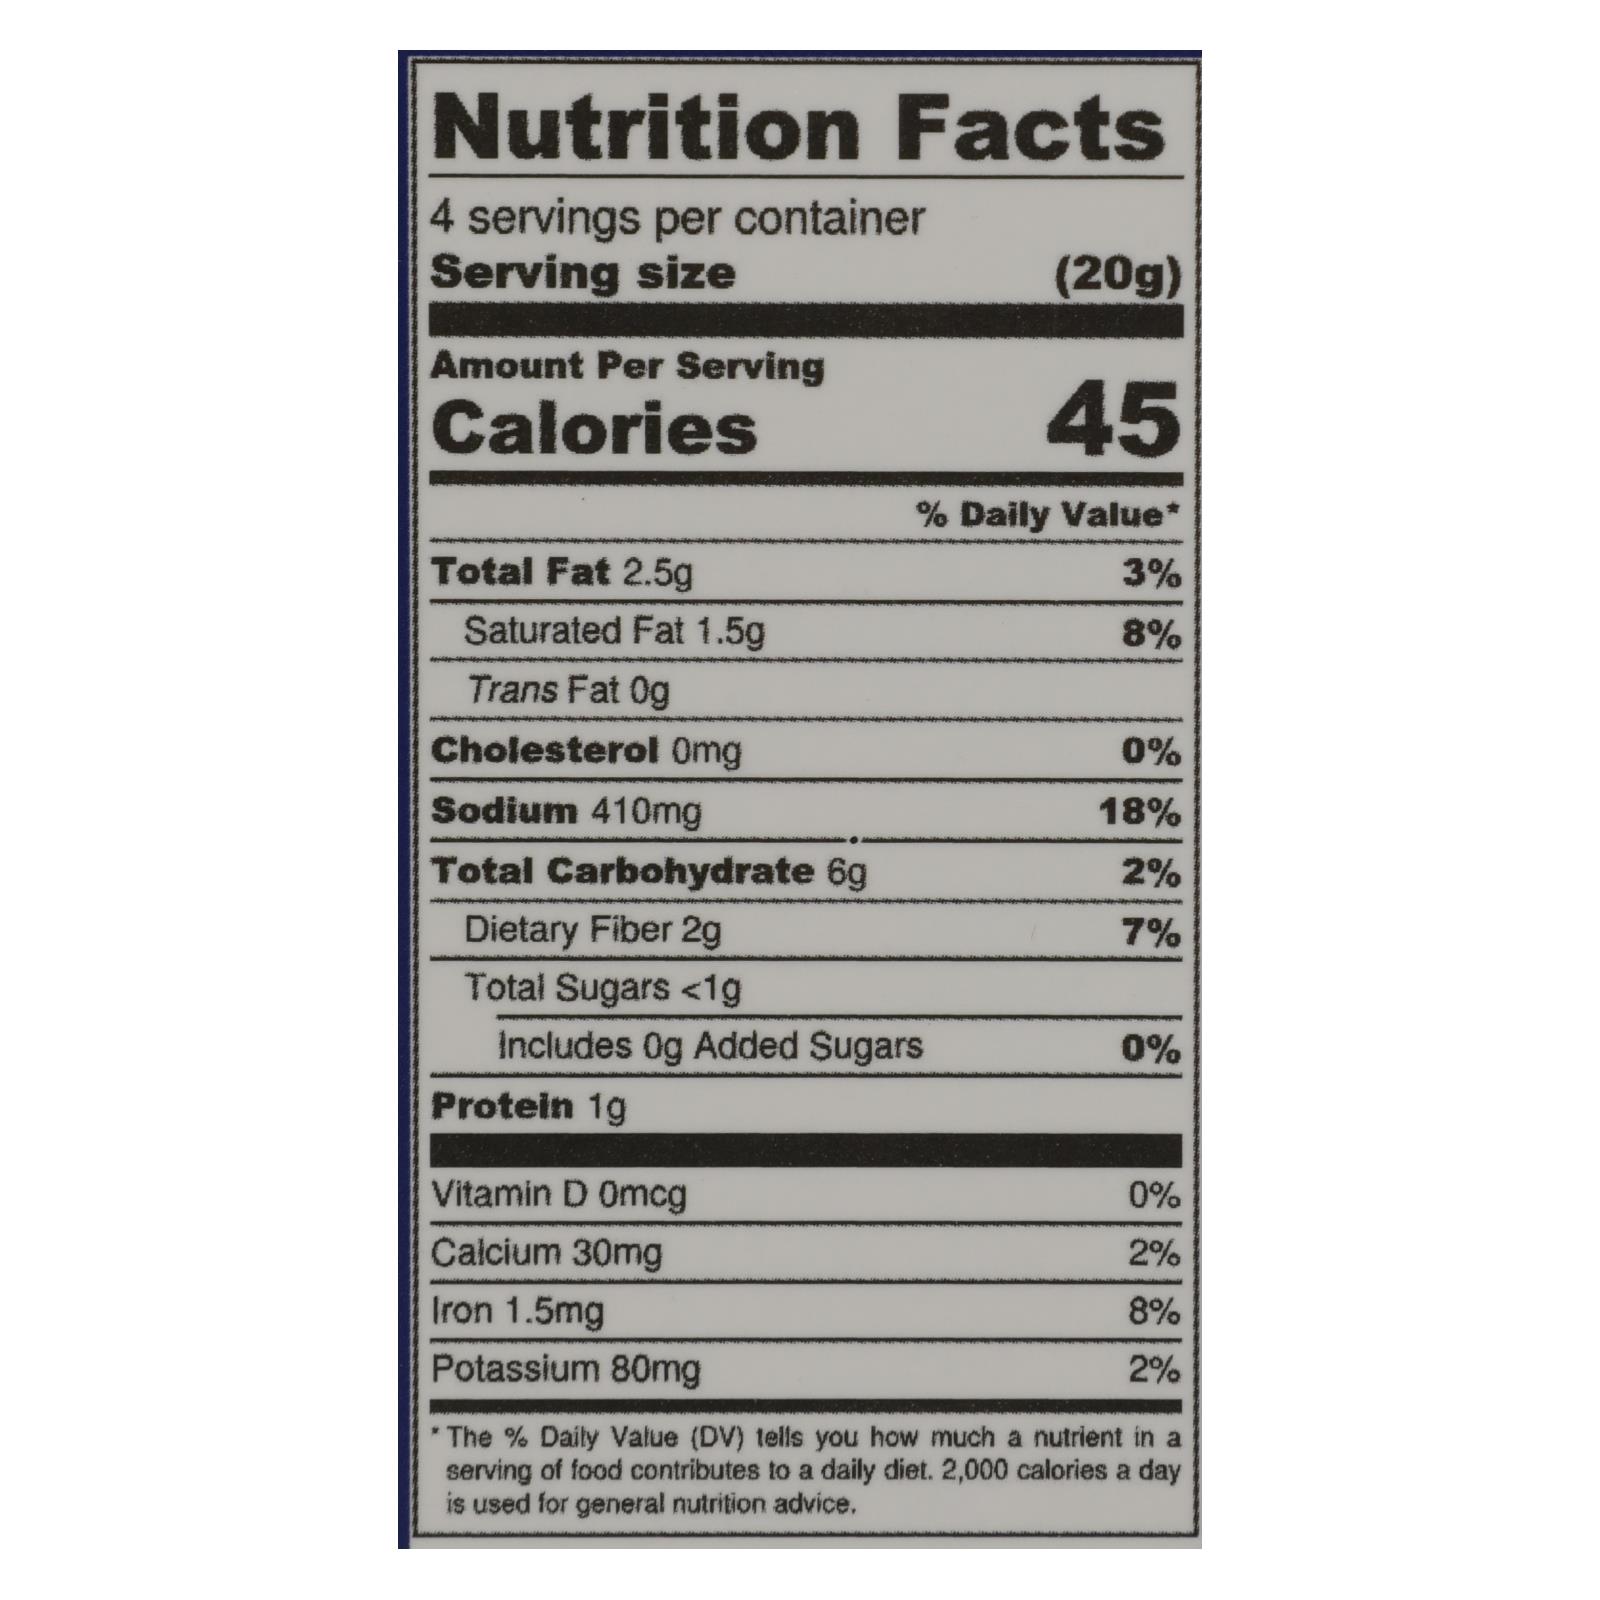 Nutrition Facts
4 servings per container
Serving size (20g)
Amount Per Serving
Calories 45
% Daily Value*
Total Fat 2.5g 3%
Saturated Fat 1.5g 8%
Trans Fat 0g
Cholesterol 0mg 0%
Sodium 410mg 18%
Total Carbohydrate 6g 2%
Dietary Fiber 2g 7%
Total Sugars <1g
Includes 0g Added Sugars 0%
Protein 1g
Vitamin D 0mcg 0%
Calcium 30mg 2%
Iron 1.5mg 8%
Potassium 80mg 2%
* The % Daily Value (DV) tells you how much a nutrient in a
serving of food contributes to a daily diet. 2,000 calories a day
is used for general nutrition advice.